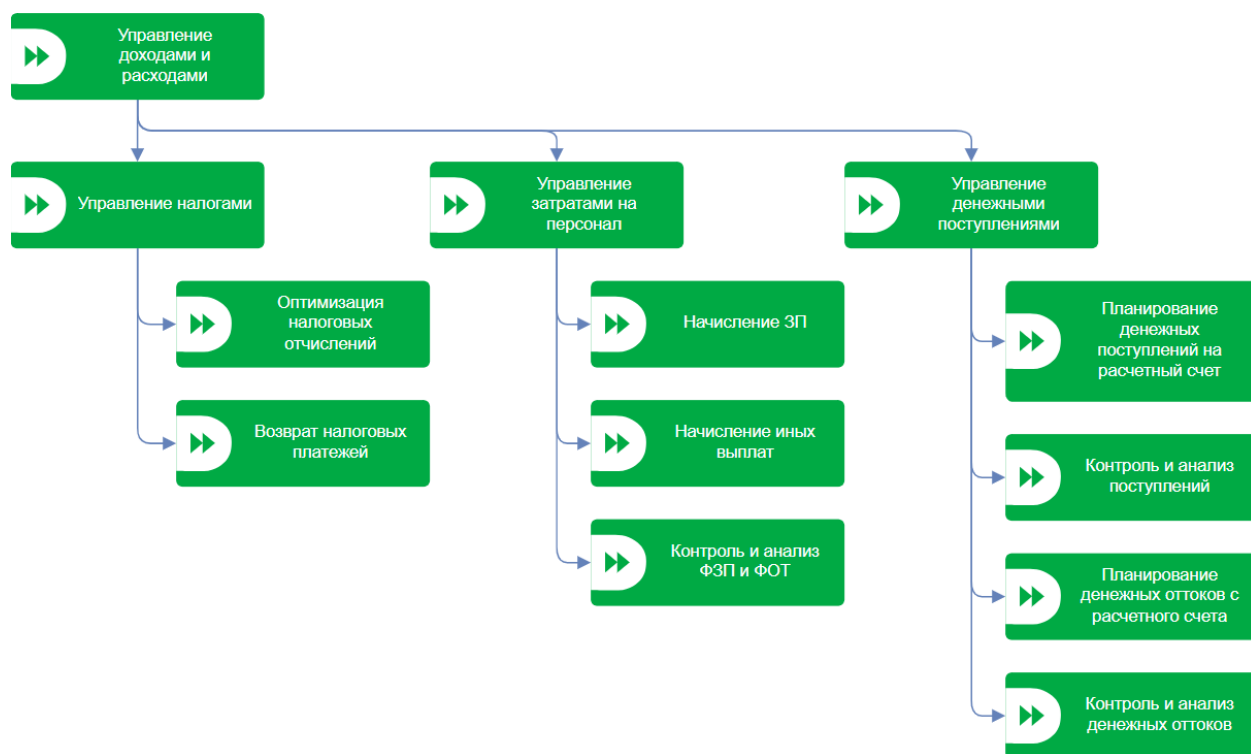 Управление
доходами и
расходами
Управление налогами
Управление
затратами на
персонал
Управление
денежными
поступлениями
Оптимизация
налоговых
отчислений
Возврат налоговых
платежей
Начисление ЗП
Начисление иных
выплат
Контроль и анализ
ФЗП и ФОТ
Планирование
денежных
поступлений на
расчетный счет
Контроль и анализ
поступлений
Планирование
денежных оттоков с
расчетного счета
Контроль и анализ
денежных оттоков